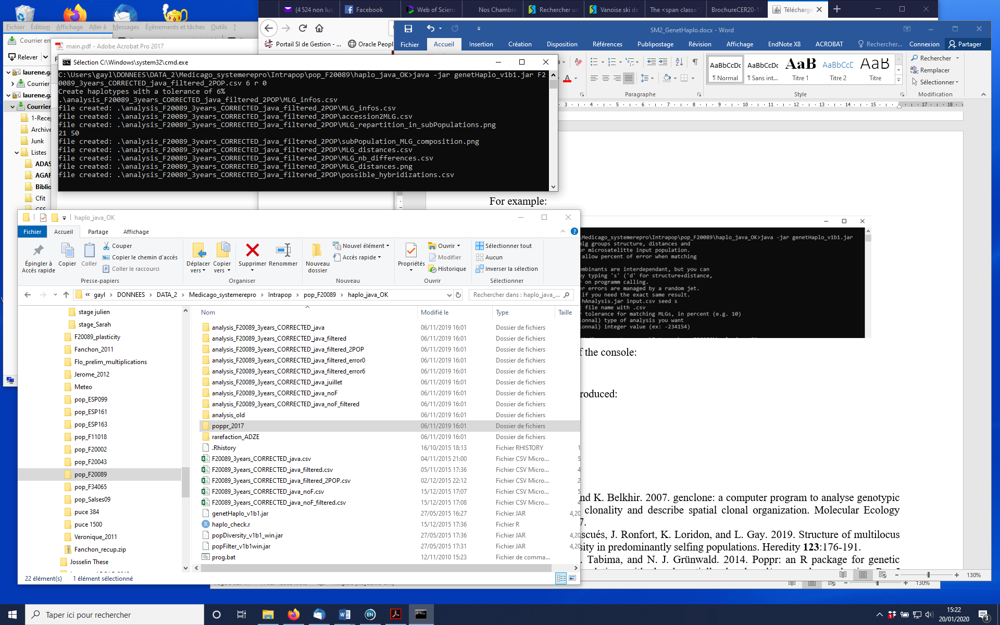 (4 524 non lus
Facebook
Web of Scienc
Nos Chambre
Rechercher un
Vanoise ski de
The <span class="
BrochureCER20-11
Télécharge
Fichier Édition Affichage Aller à Messages Évènements et tâches Outils ?
Courrier en
Relever
laurene.ga
Courrier
laurene.ga
Courrier
1-Recep
Archive
Junk
Listes
ADAS
AGAF
Biblio
Cfit
main.pdf - Adobe Acrobat Pro 2017
Portail SI de Gestion - ...
Oracle Peopl
SM2_GenetHaplo.docx - Word
Fichier Accueil Insertion Création Disposition Références Publipostage Révision Affichage EndNote X8 ACROBAT Rechercher... Connexion Partager
AaBbCcDc AaBbCcDc AaBb AaBbCcD AaBb
¶ Normal ¶ Sans int... Titre 1 Titre 2 Titre
Rechercher
Remplacer
Sélectionner
Paragraphe Style Modification
3 4 5 6 7 8 9 10 11 12 13 14 15 17 18
Sélection C:\Windows\system32\cmd.exe
C:\Users\gayl\DONNEES\DATA_2\Medicago_systemerepro\Intrapop\pop_F20089\haplo_java_OK>java -jar genetHaplo_v1b1.jar F2
0089_3years_CORRECTED_java_filtered_2POP.csv 6 r 0
Create haplotypes with a tolerance of 6%
.\analysis_F20089_3years_CORRECTED_java_filtered_2POP\MLG_infos.csv
file created: .\analysis_F20089_3years_CORRECTED_java_filtered_2POP\MLG_infos.csv
file created: .\analysis_F20089_3years_CORRECTED_java_filtered_2POP\accession2MLG.csv
file created: .\analysis_F20089_3years_CORRECTED_java_filtered_2POP\MLG_repartition_in_subPopulations.png
21 50
file created: .\analysis_F20089_3years_CORRECTED_java_filtered_2POP\subPopulation_MLG_composition.png
file created: .\analysis_F20089_3years_CORRECTED_java_filtered_2POP\MLG_distances.csv
file created: .\analysis_F20089_3years_CORRECTED_java_filtered_2POP\MLG_nb_differences.csv
file created: .\analysis_F20089_3years_CORRECTED_java_filtered_2POP\MLG_distances.png
file created: .\analysis_F20089_3years_CORRECTED_java_filtered_2POP\possible_hybridizations.csv
For example:
\Medicago_systemerepro\Intrapop\pop_F20089\haplo_java_OK>java -jar genetHaplo_v1b1.jar
mlg groups structure, distances and
or microsatelitte input population.
allow percent of error when matching
ombinants are interdependant, but you can
by typing 's' ('d' for structure+distance,
r on programm calling.
er errors are managed by a random jet.
if you need the exact same result.
hAnalysis.jar input.csv seed s
t file name with .csv
r tolerance for matching MLGs, in percent (e.g. 10)
onnal) type of analysis you want
onnal) integer value (ex: -234154)
f the console:
roduced:
nd K. Belkhir. 2007. genclone: a computer program to analyse genotypic
clonality and describe spatial clonal organization. Molecular Ecology
7.
scués, J. Ronfort, K. Loridon, and L. Gay. 2019. Structure of multilocus
sity in predominantly selfing populations. Heredity 123:176-191.
. Tabima, and N. J. Grünwald. 2014. Poppr: an R package for genetic
130%
130%
haplo_java_OK
Fichier Accueil Partage Affichage
Épingler à Accès rapide
Copier
Coller
Couper
Copier le chemin d'accès
Coller le raccourci
Déplacer vers
Copier vers
Supprimer
Renommer
Nouveau dossier
Nouvel élément
Accès rapide
Propriétés
Ouvrir
Modifier
Historique
Sélectionner tout
Aucun
Inverser la sélection
Presse-papiers Organiser Nouveau Ouvrir Sélectionner
« gayl > DONNEES > DATA_2 > Medicago_systemerepro > Intrapop > pop_F20089 > haplo_java_OK
Rechercher dans : haplo_java_...
stage julien
stage_Sarah
F20089_plasticity
Fanchon_2011
Flo_prelim_multiplications
Jerome_2012
Meteo
pop_ESP099
pop_ESP161
pop_ESP163
pop_F11018
pop_F20002
pop_F20043
pop_F20089
pop_F34065
pop_Salses09
puce 384
puce 1500
Veronique_2011
Fanchon_recup.zip
Josselin These
Nom Modifié le Type Taille
analysis_F20089_3years_CORRECTED_java 06/11/2019 16:01 Dossier de fichiers
analysis_F20089_3years_CORRECTED_java_filtered 06/11/2019 16:01 Dossier de fichiers
analysis_F20089_3years_CORRECTED_java_filtered_2POP 06/11/2019 16:01 Dossier de fichiers
analysis_F20089_3years_CORRECTED_java_filtered_error0 06/11/2019 16:01 Dossier de fichiers
analysis_F20089_3years_CORRECTED_java_filtered_error6 06/11/2019 16:01 Dossier de fichiers
analysis_F20089_3years_CORRECTED_java_juillet 06/11/2019 16:01 Dossier de fichiers
analysis_F20089_3years_CORRECTED_java_noF 06/11/2019 16:01 Dossier de fichiers
analysis_F20089_3years_CORRECTED_java_noF_filtered 06/11/2019 16:01 Dossier de fichiers
analysis_old 06/11/2019 16:01 Dossier de fichiers
poppr_2017 06/11/2019 16:01 Dossier de fichiers
rarefaction_ADZE 06/11/2019 16:01 Dossier de fichiers
.Rhistory 16/10/2015 18:13 Fichier RHISTORY 1
F20089_3years_CORRECTED_java.csv 04/11/2015 21:00 Fichier CSV Micro... 5
F20089_3years_CORRECTED_java_filtered.csv 05/11/2015 17:36 Fichier CSV Micro... 4
F20089_3years_CORRECTED_java_filtered_2POP.csv 02/12/2015 22:12 Fichier CSV Micro... 2
F20089_3years_CORRECTED_java_noF.csv 15/12/2015 17:07 Fichier CSV Micro... 5
F20089_3years_CORRECTED_java_noF_filtered.csv 15/12/2015 17:08 Fichier CSV Micro... 4
genetHaplo_v1b1.jar 27/05/2015 16:27 Fichier JAR 4,20
haplo_check.r 15/12/2015 17:36 Fichier R
popDiversity_v1b1_win.jar 27/05/2015 17:36 Fichier JAR 4,20
popFilter_v1b1win.jar 27/05/2015 17:31 Fichier JAR 4,20
prog.bat 12/11/2010 15:23 Fichier de comma...
22 élément(s) 1 élément sélectionné
Taper ici pour rechercher
EN
15:22
20/01/2020
3